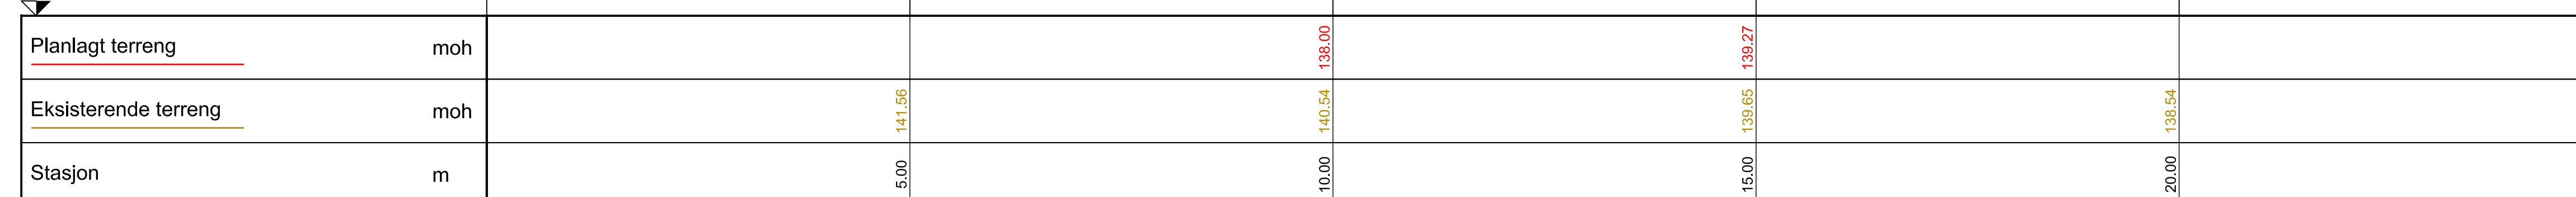 Planlagt terreng moh 138.00 139.27
Eksisterende terreng moh 141.56 140.54 139.65 138.54
Stasjon m 5.00 10.00 15.00 20.00